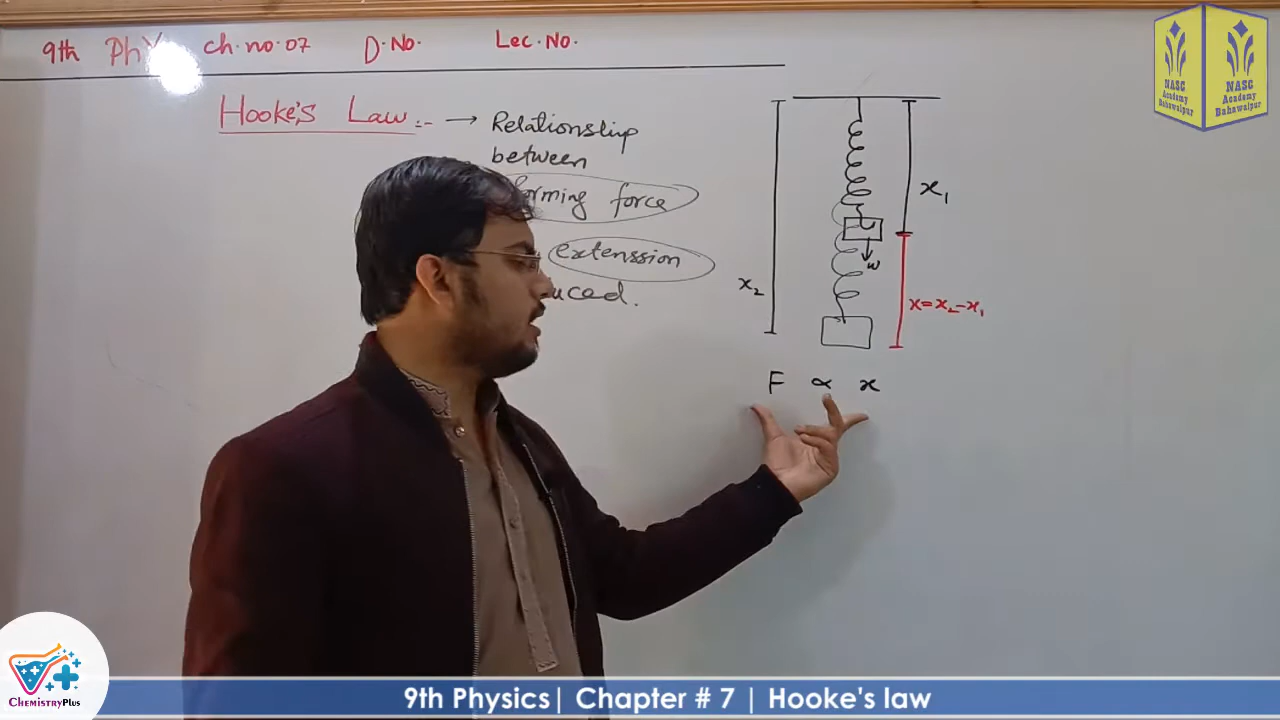 9th PhY ch.no.07 D.No. Lec.No.
Hooke's Law :- → Relationship
between
forming force
extenssion
uced.
x₁
x₂
w
x=x₂-x₁
F ∝ x
NASC
Academy
Bahawalpur
NASC
Academy
Bahawalpur
ChemistryPlus
9th Physics| Chapter # 7 | Hooke's law